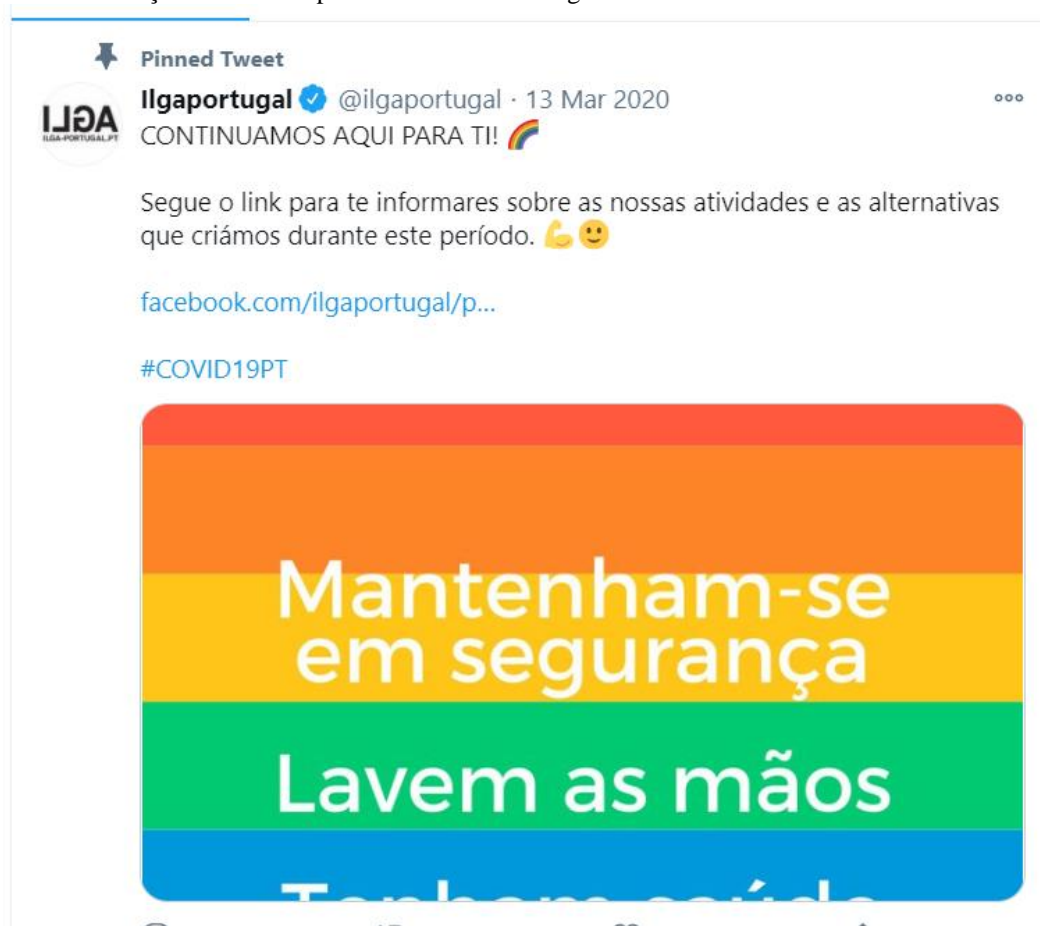 Pinned Tweet
Ilgaportugal @ilgaportugal · 13 Mar 2020
CONTINUAMOS AQUI PARA TI! 🌈
Segue o link para te informares sobre as nossas atividades e as alternativas
que criámos durante este período. 💪🙂
facebook.com/ilgaportugal/p...
#COVID19PT
Mantenham-se
em segurança
Lavem as mãos